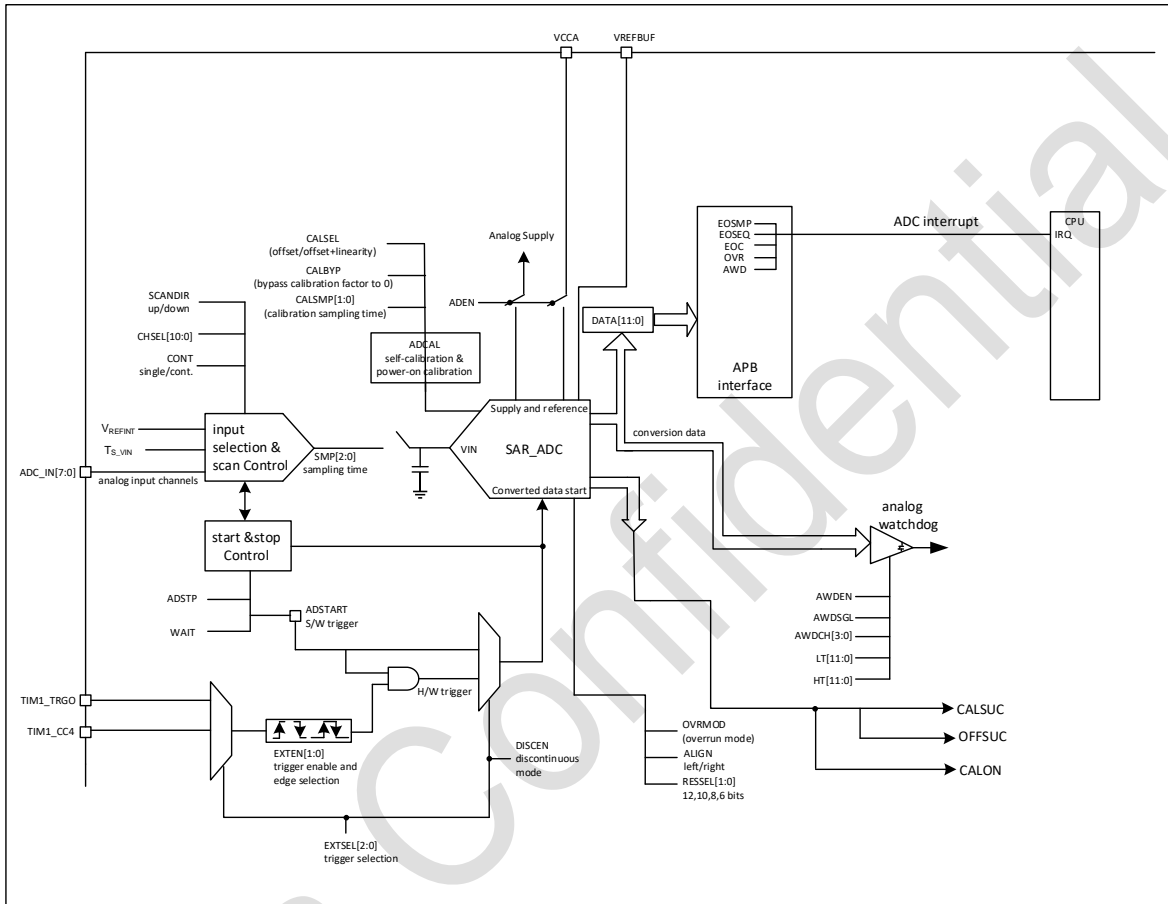 VCCA
VREFBUF
CALSEL
(offset/offset+linearity)
CALBYP
(bypass calibration factor to 0)
CALSMP[1:0]
(calibration sampling time)
Analog Supply
ADEN
SCANDIR
up/down
CHSEL[10:0]
CONT
single/cont.
ADCAL
self-calibration &
power-on calibration
DATA[11:0]
EOSMP
EOSEQ
EOC
OVR
AWD
APB
interface
ADC interrupt
CPU
IRQ
VREFINT
TS_VIN
ADC_IN[7:0]
analog input channels
input
selection &
scan Control
SMP[2:0]
sampling time
Supply and reference
VIN
SAR_ADC
Converted data start
conversion data
analog
watchdog
start &stop
Control
ADSTP
WAIT
ADSTART
S/W trigger
AWDEN
AWDSGL
AWDCH[3:0]
LT[11:0]
HT[11:0]
TIM1_TRGO
TIM1_CC4
H/W trigger
EXTEN[1:0]
trigger enable and
edge selection
DISCEN
discontinuous
mode
OVRMOD
(overrun mode)
ALIGN
left/right
RESSEL[1:0]
12,10,8,6 bits
CALSUC
OFFSUC
CALON
EXTSEL[2:0]
trigger selection
Confidential